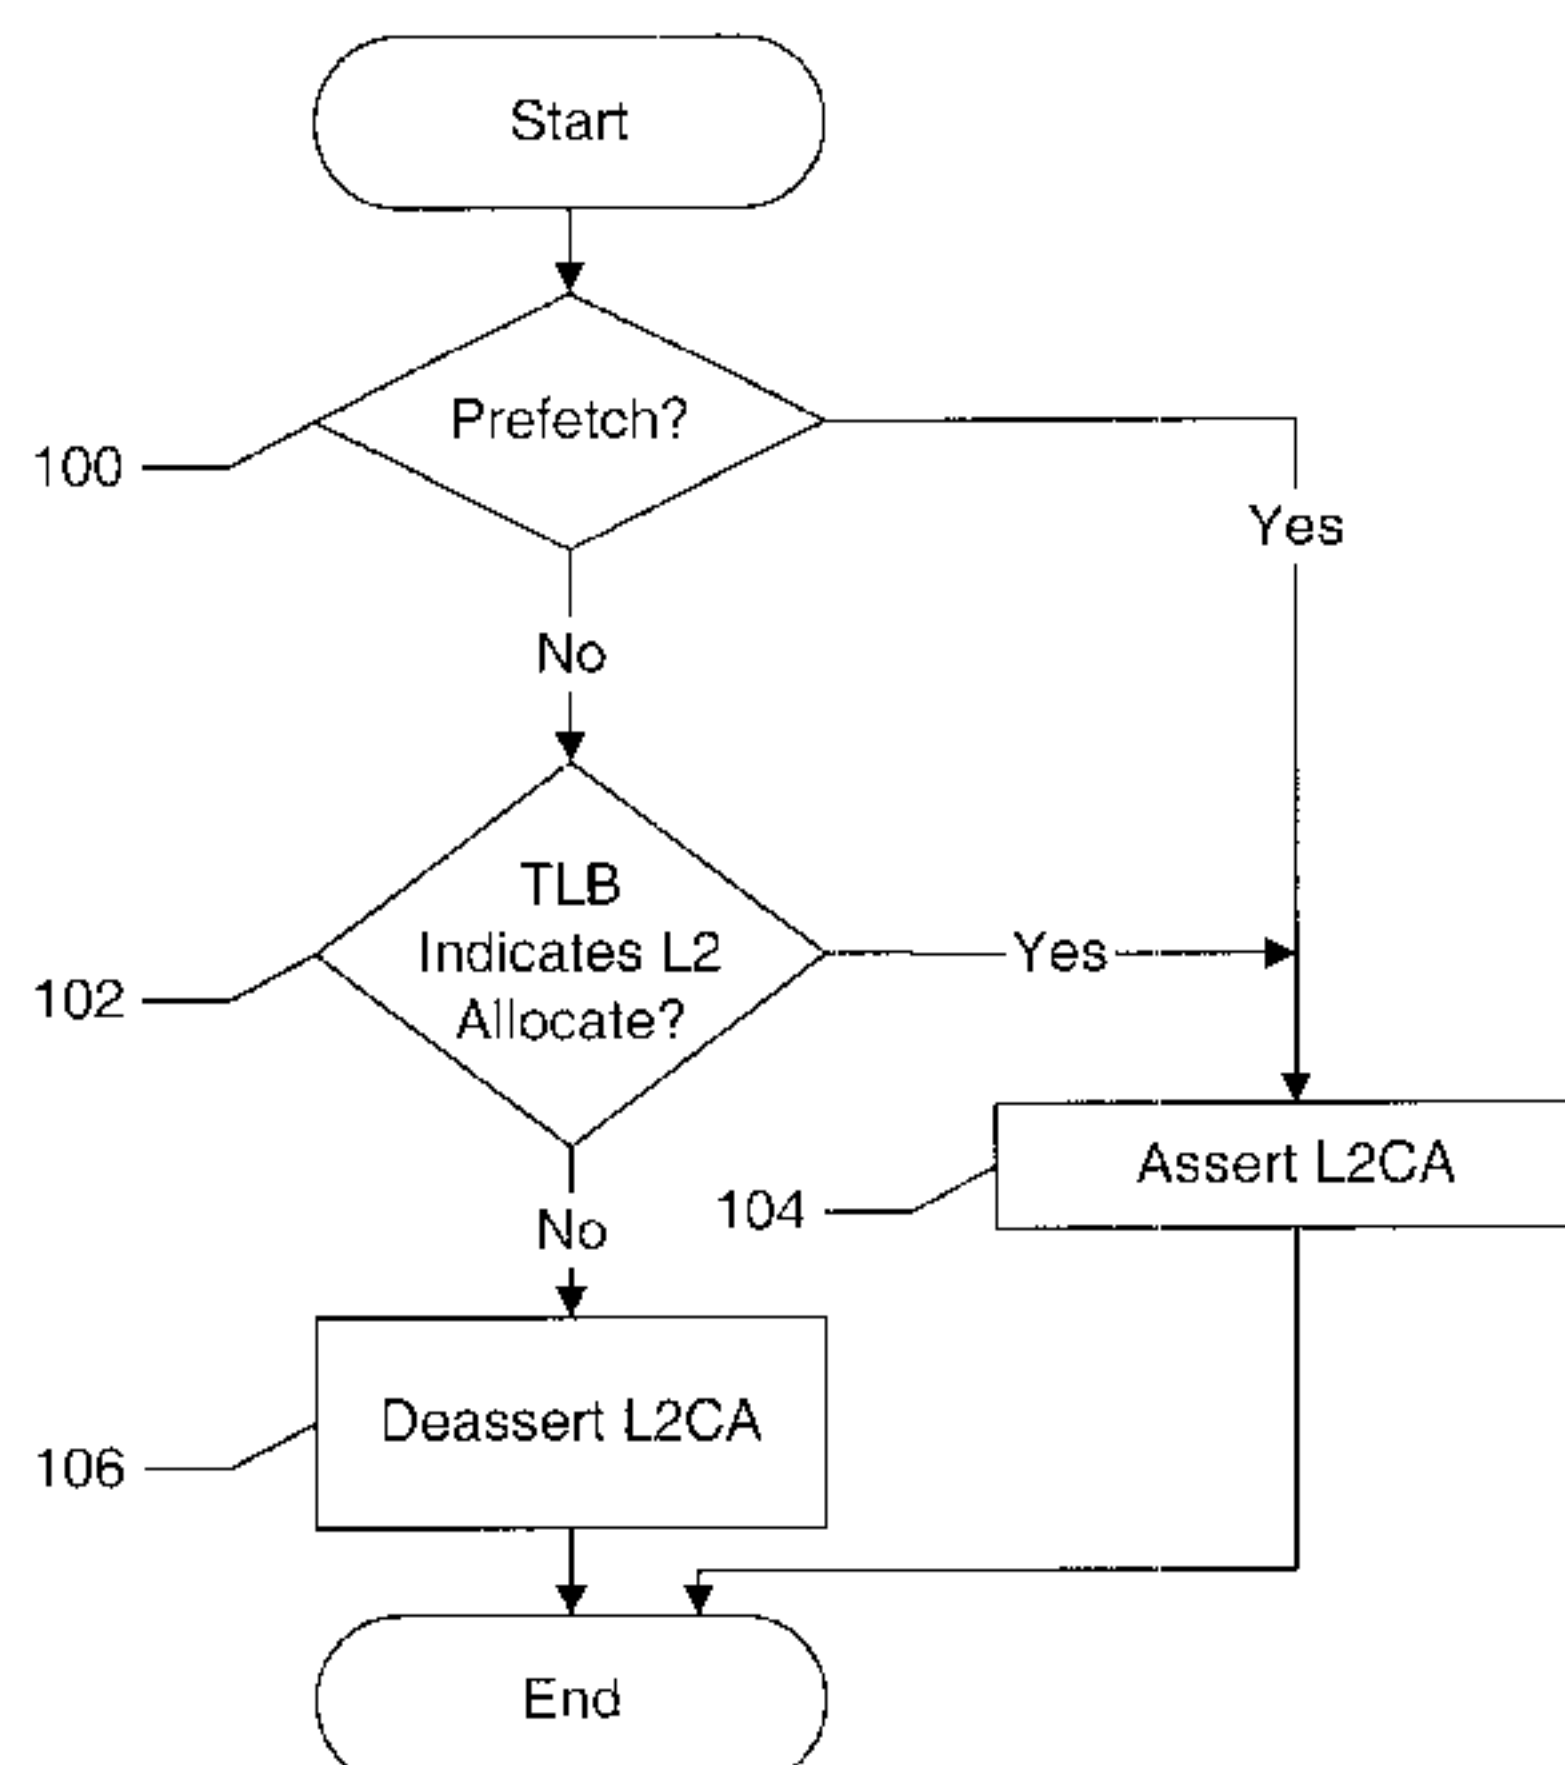 Start
Prefetch?
100
Yes
No
TLB
Indicates L2
Allocate?
Yes
102
Assert L2CA
104
No
Deassert L2CA
106
End